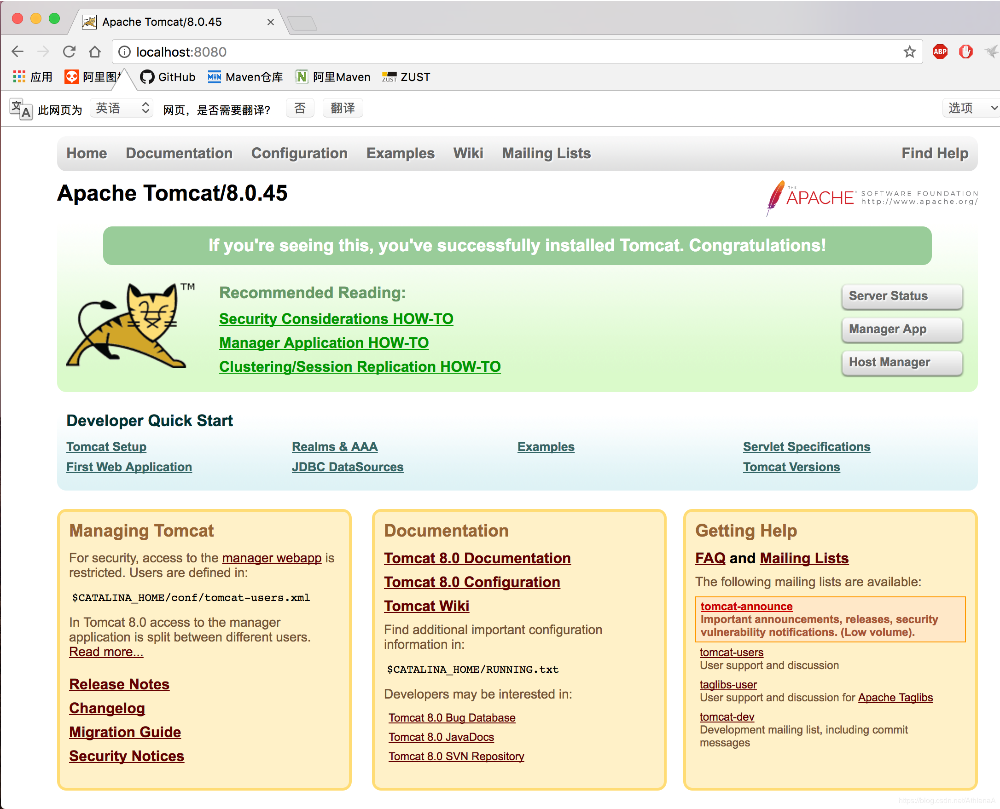 Apache Tomcat/8.0.45
localhost:8080
ABP
应用 阿里图 GitHub Maven仓库 阿里Maven ZUST
此网页为 英语 网页，是否需要翻译? 否 翻译 选项
Home Documentation Configuration Examples Wiki Mailing Lists Find Help
Apache Tomcat/8.0.45
THE APACHE® SOFTWARE FOUNDATION
http://www.apache.org/
If you're seeing this, you've successfully installed Tomcat. Congratulations!
TM
Recommended Reading:
Security Considerations HOW-TO
Manager Application HOW-TO
Clustering/Session Replication HOW-TO
Server Status
Manager App
Host Manager
Developer Quick Start
Tomcat Setup Realms & AAA Examples Servlet Specifications
First Web Application JDBC DataSources Tomcat Versions
Managing Tomcat
For security, access to the manager webapp is
restricted. Users are defined in:
$CATALINA_HOME/conf/tomcat-users.xml
In Tomcat 8.0 access to the manager
application is split between different users.
Read more...
Release Notes
Changelog
Migration Guide
Security Notices
Documentation
Tomcat 8.0 Documentation
Tomcat 8.0 Configuration
Tomcat Wiki
Find additional important configuration
information in:
$CATALINA_HOME/RUNNING.txt
Developers may be interested in:
Tomcat 8.0 Bug Database
Tomcat 8.0 JavaDocs
Tomcat 8.0 SVN Repository
Getting Help
FAQ and Mailing Lists
The following mailing lists are available:
tomcat-announce
Important announcements, releases, security
vulnerability notifications. (Low volume).
tomcat-users
User support and discussion
taglibs-user
User support and discussion for Apache Taglibs
tomcat-dev
Development mailing list, including commit
messages
https://blog.csdn.net/AthlenaA